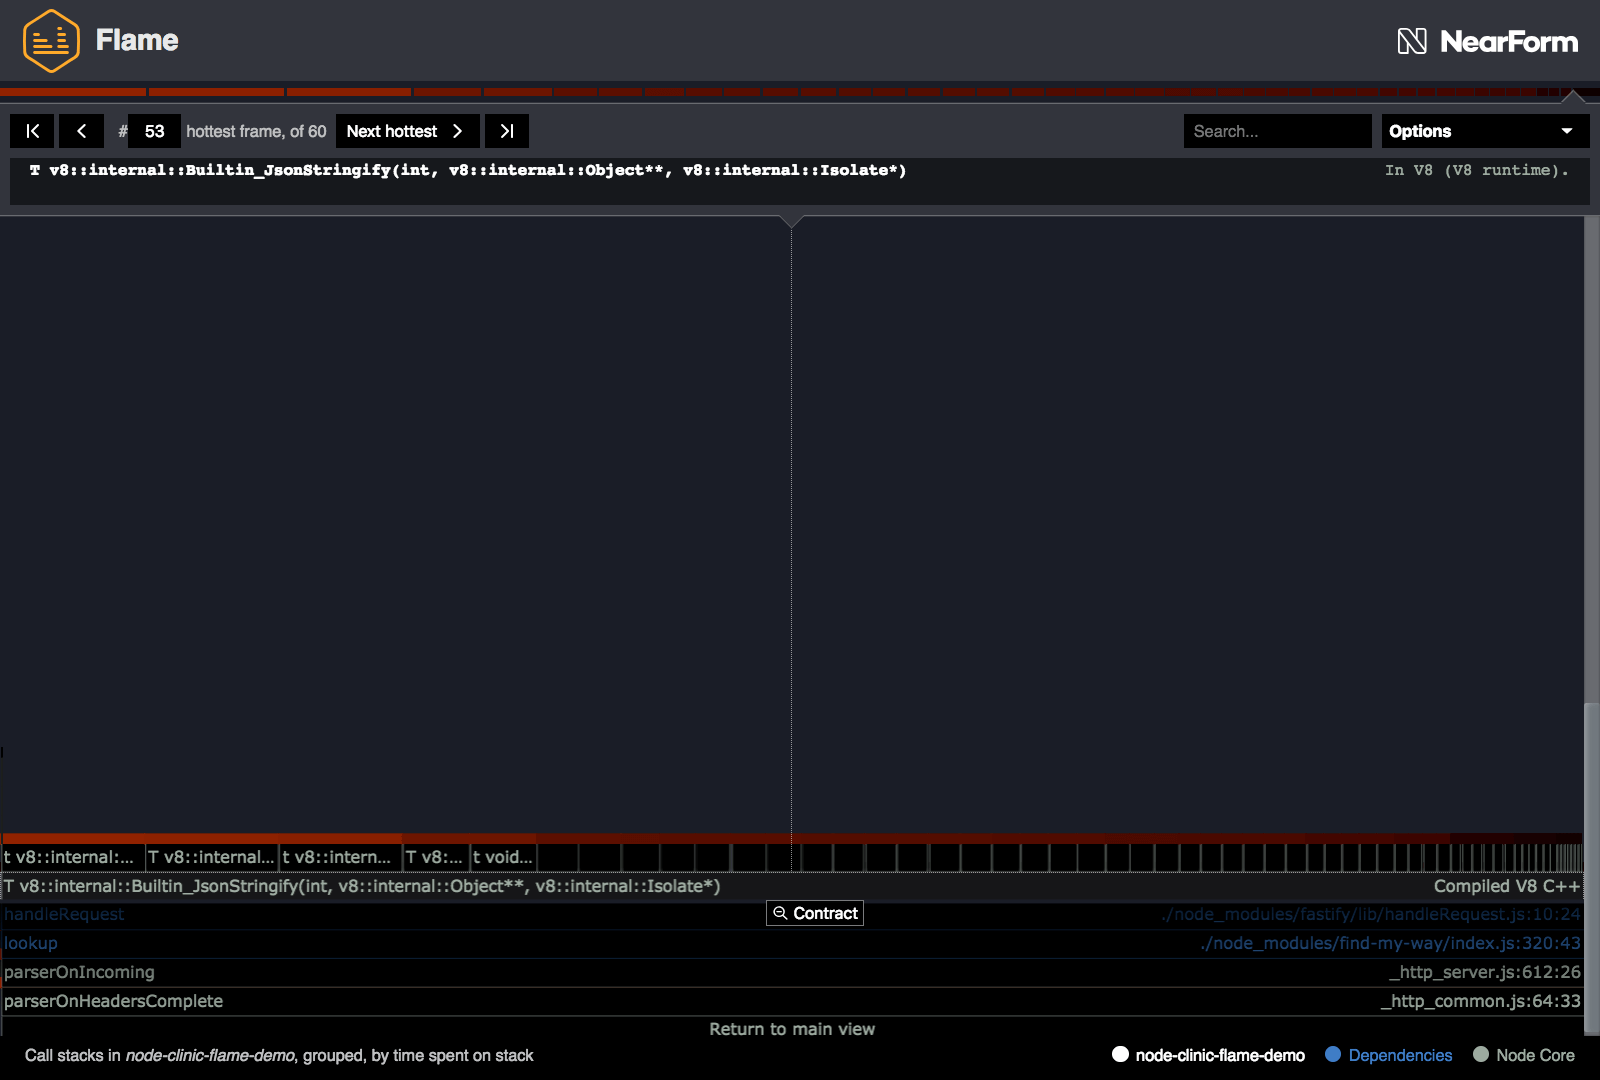 Flame
NearForm
# 53 hottest frame, of 60 Next hottest
Search... Options
T v8::internal::Builtin_JsonStringify(int, v8::internal::Object**, v8::internal::Isolate*) In V8 (V8 runtime).
t v8::internal:... T v8::internal... t v8::intern... T v8:... t void...
T v8::internal::Builtin_JsonStringify(int, v8::internal::Object**, v8::internal::Isolate*) Compiled V8 C++
handleRequest ./node_modules/fastify/lib/handleRequest.js:10:24
Contract
lookup ./node_modules/find-my-way/index.js:320:43
parserOnIncoming _http_server.js:612:26
parserOnHeadersComplete _http_common.js:64:33
Return to main view
Call stacks in node-clinic-flame-demo, grouped, by time spent on stack node-clinic-flame-demo Dependencies Node Core